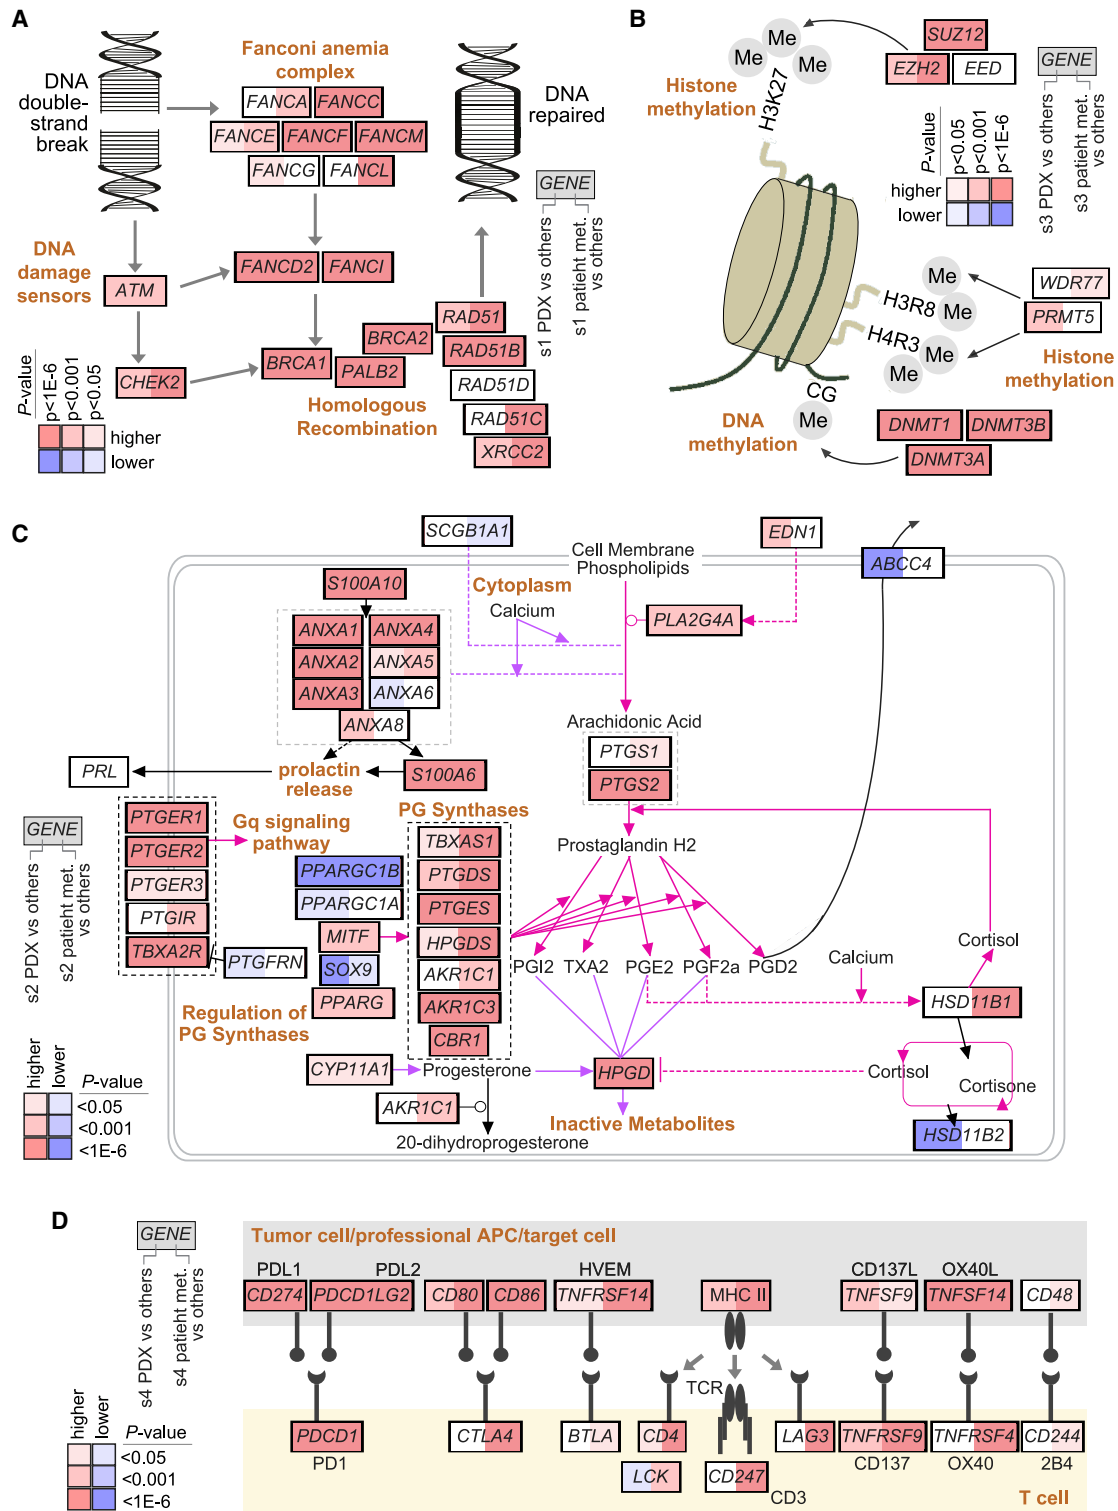 A
DNA
double-
strand
break
Fanconi anemia
complex
FANCA
FANCC
FANCE
FANCF
FANCM
FANCG
FANCL
DNA
repaired
GENE
s1 PDX vs others
s1 patieht met.
vs others
DNA
damage
sensors
ATM
FANCD2
FANCI
CHEK2
BRCA1
BRCA2
PALB2
RAD51
RAD51B
RAD51D
RAD51C
XRCC2
Homologous
Recombination
P-value
p<1E-6
p<0.001
p<0.05
higher
lower
B
Me
Me
Me
Me
H3K27
Histone
methylation
SUZ12
EZH2
EED
GENE
s3 PDX vs others
s3 patieht met.
vs others
P-value
p<0.05
p<0.001
p<1E-6
higher
lower
Me
H3R8
Me
H4R3
Me
Me
WDR77
PRMT5
Histone
methylation
CG
Me
DNA
methylation
DNMT1
DNMT3B
DNMT3A
C
SCGB1A1
Cell Membrane
Phospholipids
EDN1
ABCC4
S100A10
Cytoplasm
Calcium
PLA2G4A
ANXA1
ANXA4
ANXA2
ANXA5
ANXA3
ANXA6
ANXA8
Arachidonic Acid
PTGS1
PTGS2
PRL
prolactin
release
S100A6
PG Synthases
GENE
s2 PDX vs others
s2 patieht met.
vs others
PTGER1
PTGER2
PTGER3
PTGIR
TBXA2R
Gq signaling
pathway
PTGFRN
PPARGC1B
PPARGC1A
MITF
SOX9
PPARG
Regulation of
PG Synthases
TBXAS1
PTGDS
PTGES
HPGDS
AKR1C1
AKR1C3
CBR1
Prostaglandin H2
PGI2
TXA2
PGE2
PGF2a
PGD2
Calcium
Cortisol
HSD11B1
Cortisol
Cortisone
HSD11B2
CYP11A1
Progesterone
HPGD
AKR1C1
20-dihydroprogesterone
Inactive Metabolites
higher
lower
P-value
<0.05
<0.001
<1E-6
D
GENE
s4 PDX vs others
s4 patieht met.
vs others
Tumor cell/professional APC/target cell
PDL1
PDL2
HVEM
CD137L
OX40L
CD274
PDCD1LG2
CD80
CD86
TNFRSF14
MHC II
TNFSF9
TNFSF14
CD48
TCR
PDCD1
CTLA4
BTLA
CD4
LAG3
TNFRSF9
TNFRSF4
CD244
PD1
LCK
CD247
CD3
CD137
OX40
2B4
T cell
higher
lower
P-value
<0.05
<0.001
<1E-6